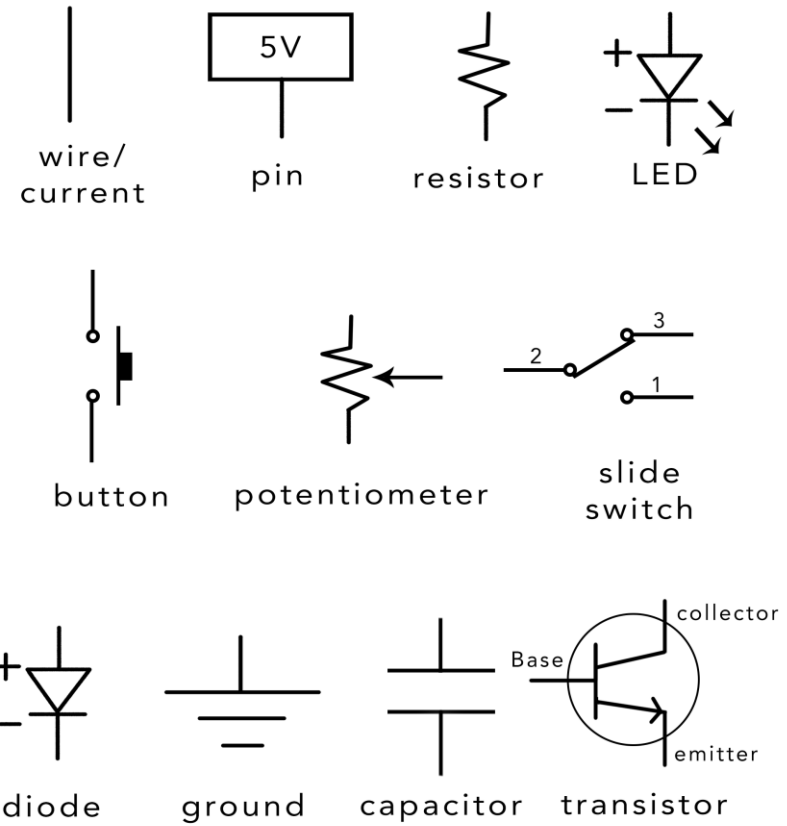 5V
+
−
wire/
current
pin
resistor
LED
2
3
1
button
potentiometer
slide
switch
+
−
Base
collector
emitter
diode
ground
capacitor
transistor